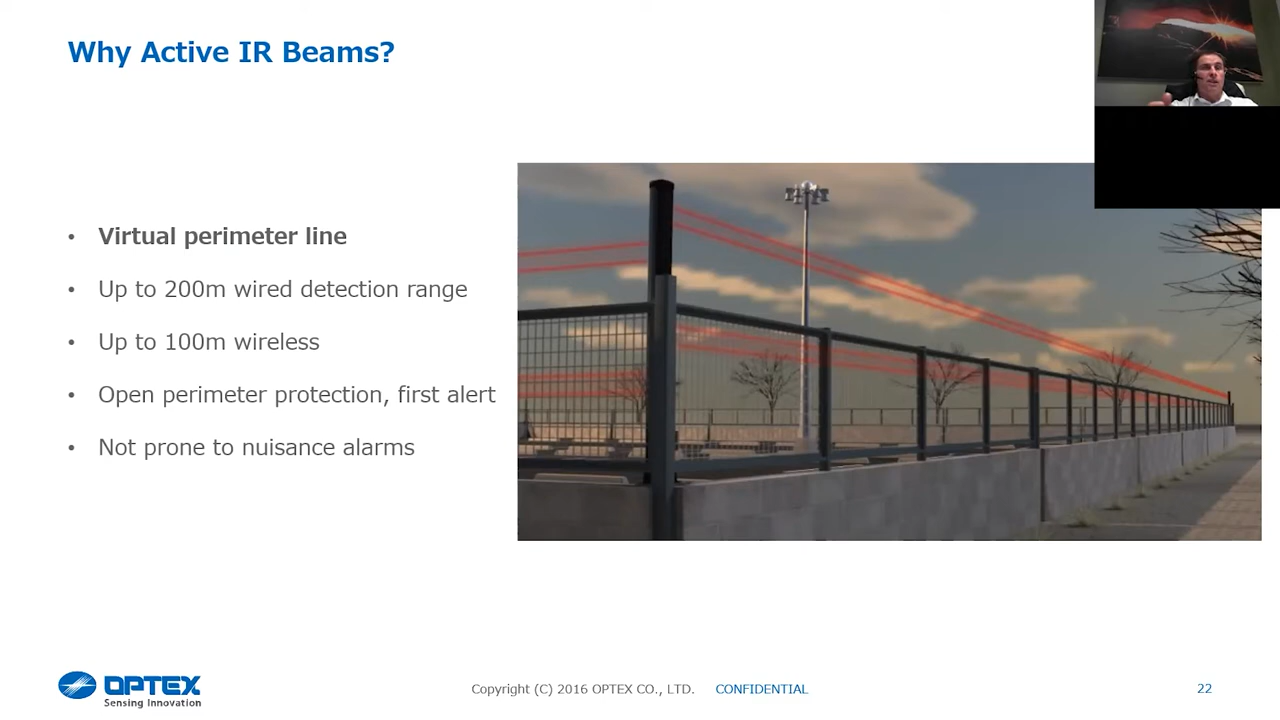 Why Active IR Beams?
• Virtual perimeter line
• Up to 200m wired detection range
• Up to 100m wireless
• Open perimeter protection, first alert
• Not prone to nuisance alarms
OPTEX
Sensing Innovation
Copyright (C) 2016 OPTEX CO., LTD. CONFIDENTIAL
22